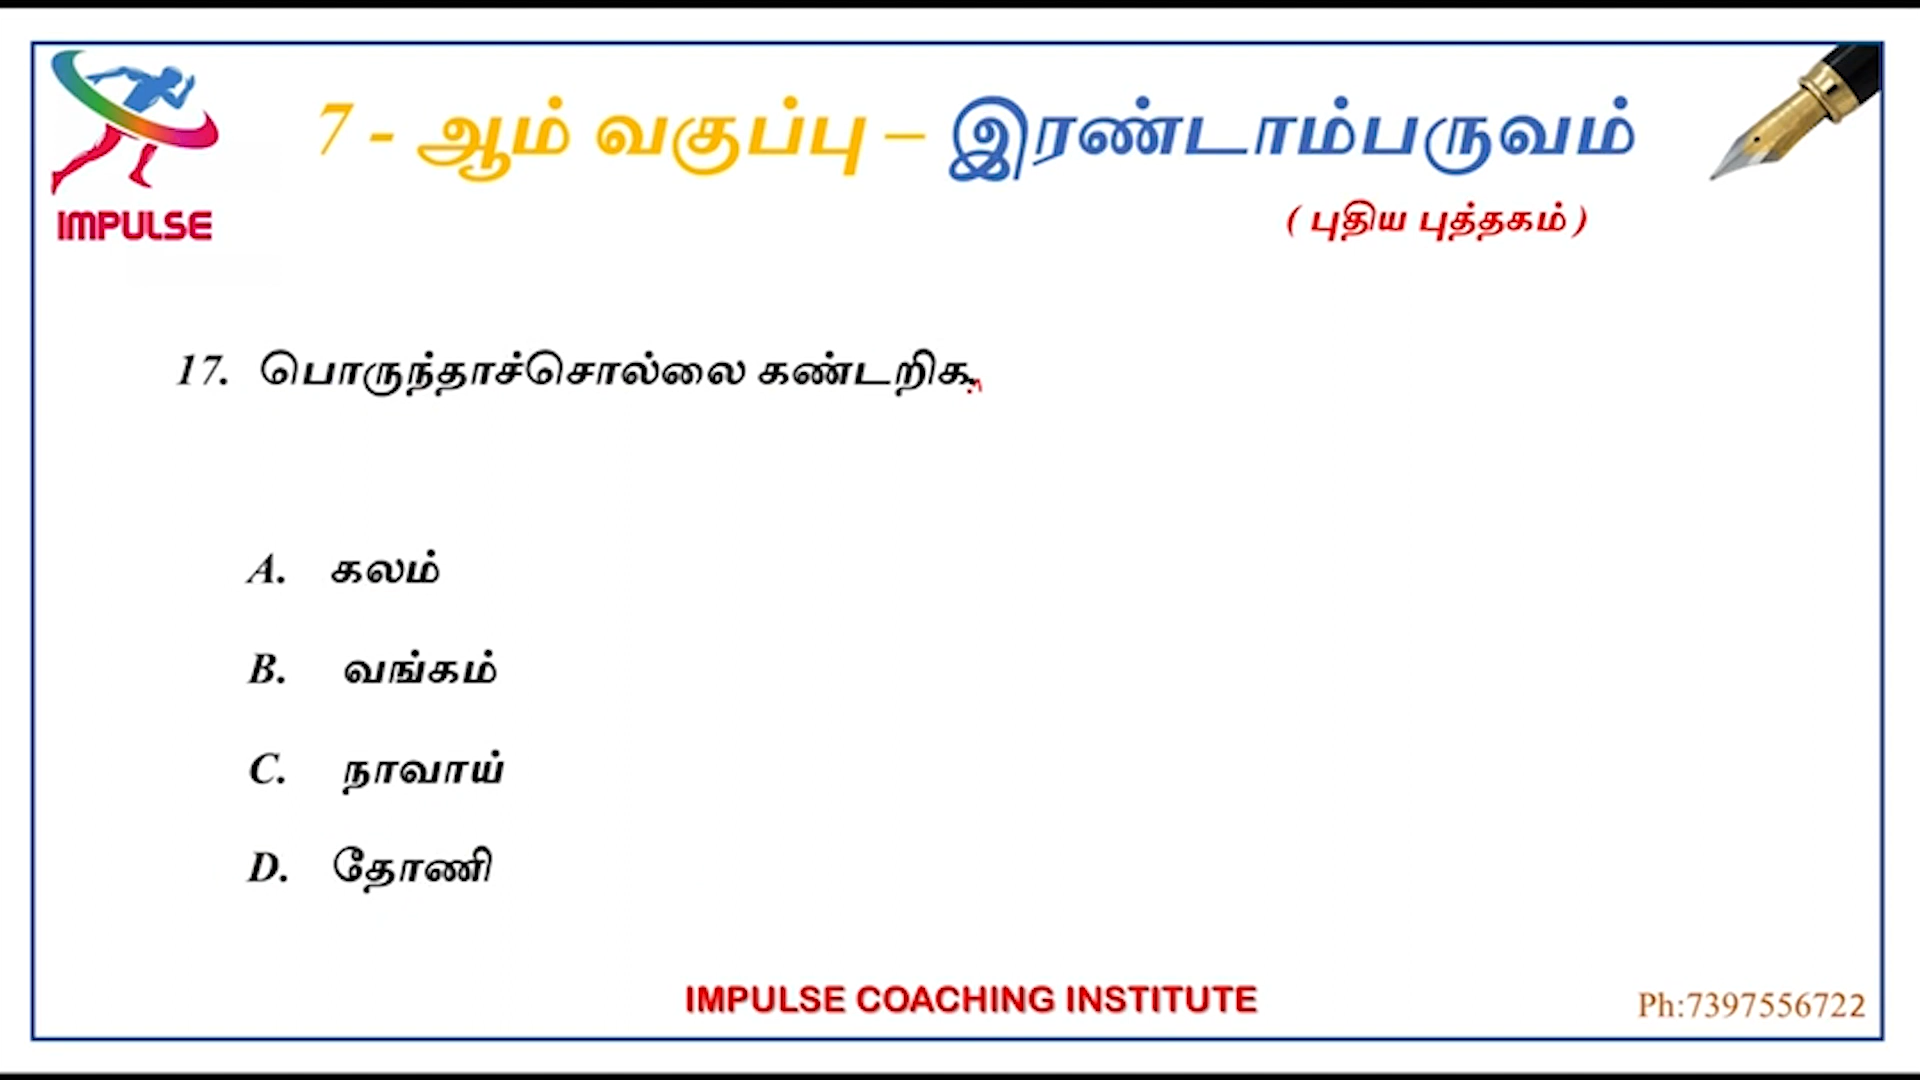 IMPULSE
7 - ஆம் வகுப்பு – இரண்டாம்பருவம்
( புதிய புத்தகம் )
17. பொருந்தாச்சொல்லை கண்டறிக.
A. கலம்
B. வங்கம்
C. நாவாய்
D. தோணி
IMPULSE COACHING INSTITUTE
Ph:7397556722